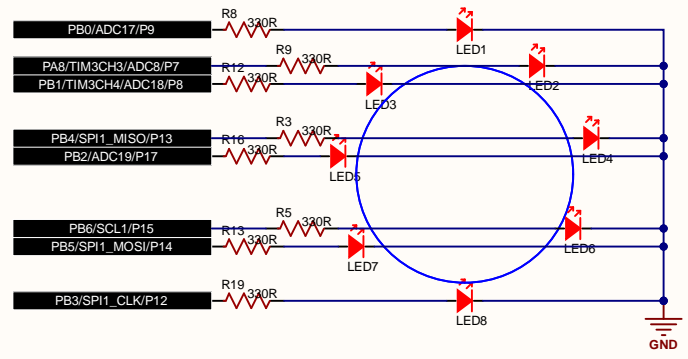 R8
330R
PB0/ADC17/P9
LED1
R9
330R
PA8/TIM3CH3/ADC8/P7
LED2
R12
330R
PB1/TIM3CH4/ADC18/P8
LED3
R3
330R
PB4/SPI1_MISO/P13
LED4
R16
330R
PB2/ADC19/P17
LED5
R5
330R
PB6/SCL1/P15
LED6
R13
330R
PB5/SPI1_MOSI/P14
LED7
R19
330R
PB3/SPI1_CLK/P12
LED8
GND